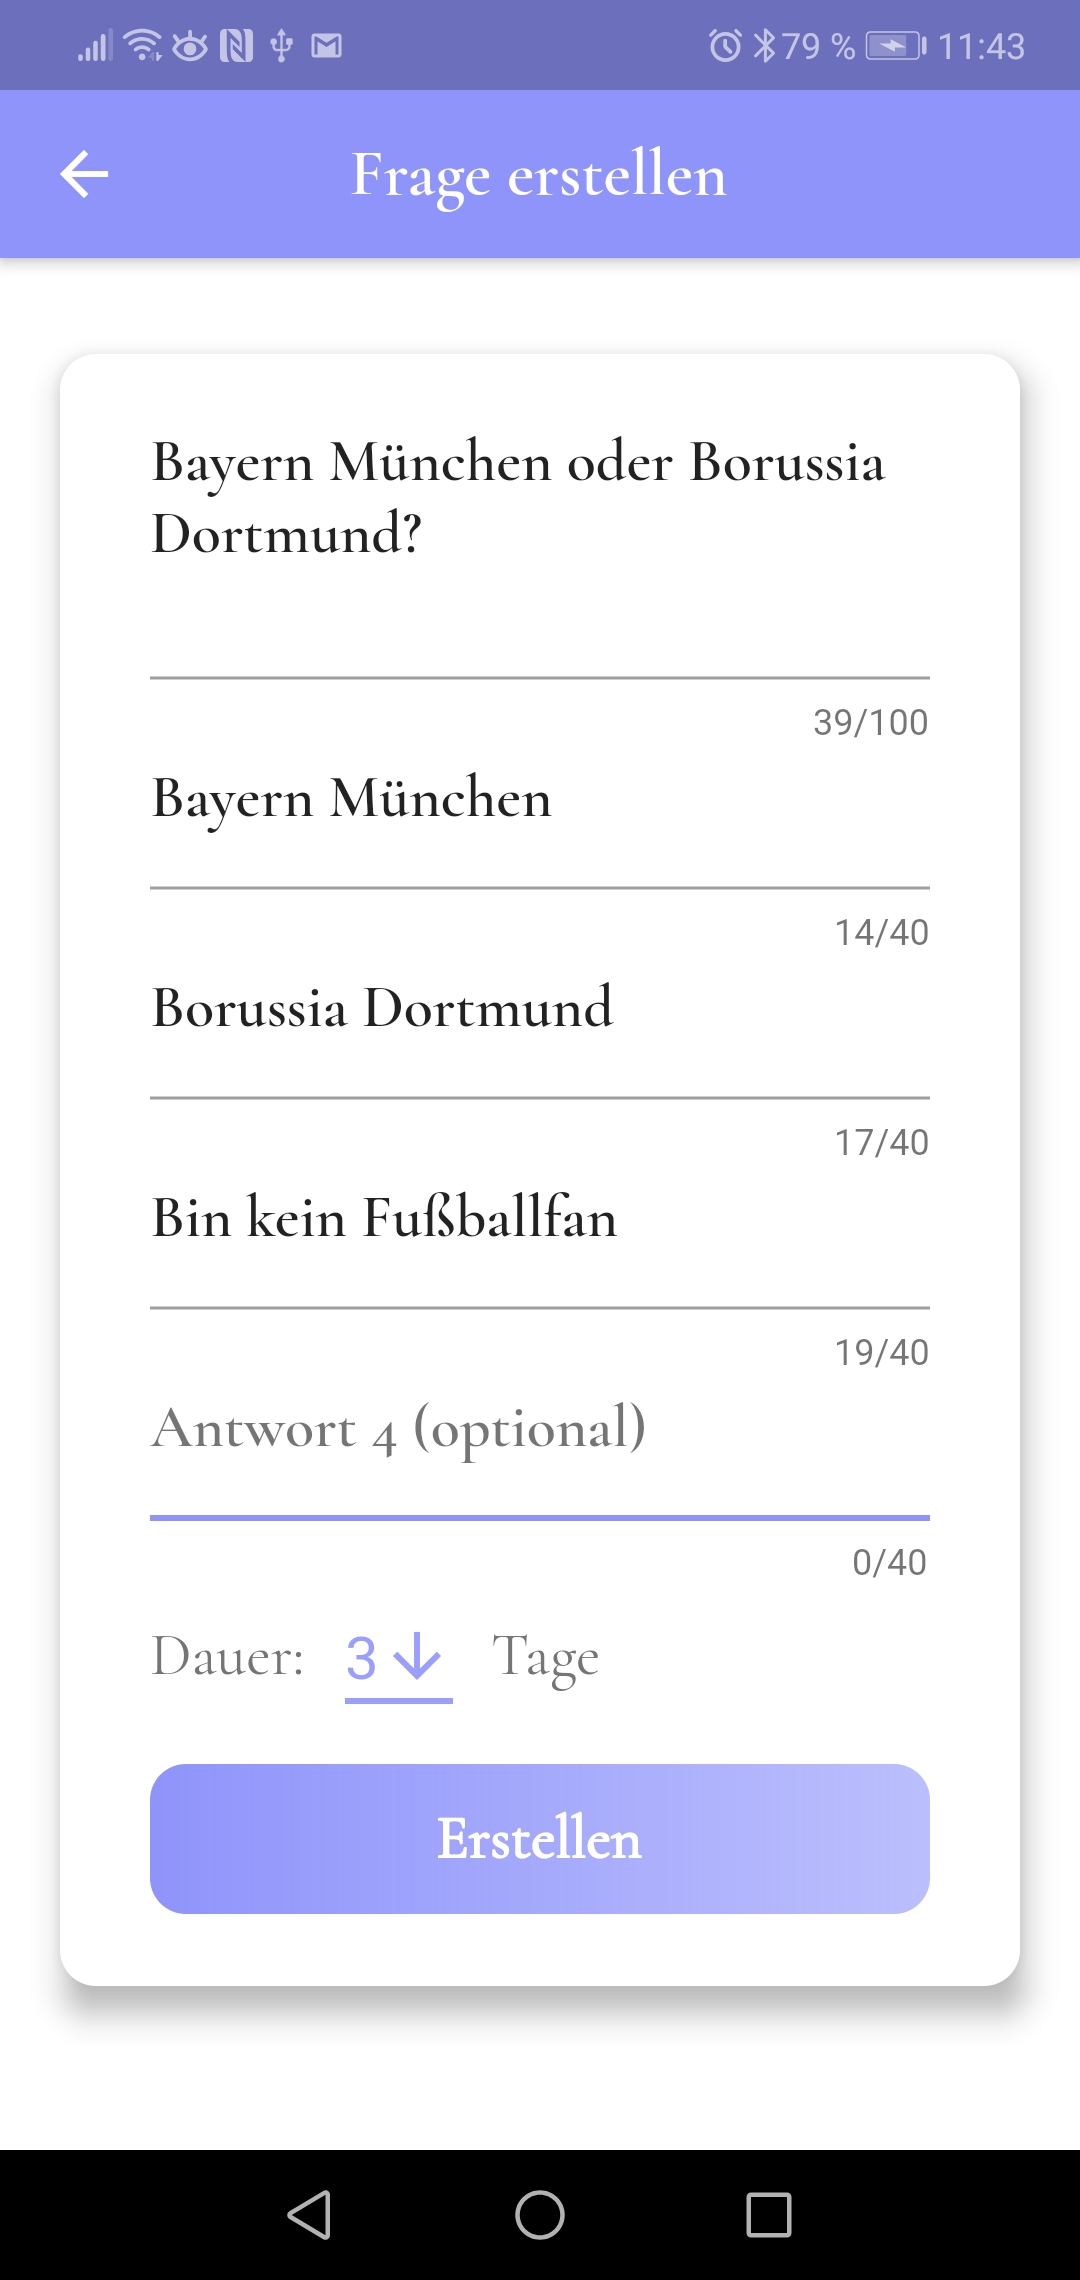 79 % 11:43
Frage erstellen
Bayern München oder Borussia
Dortmund?
39/100
Bayern München
14/40
Borussia Dortmund
17/40
Bin kein Fußballfan
19/40
Antwort 4 (optional)
0/40
Dauer: 3 Tage
Erstellen